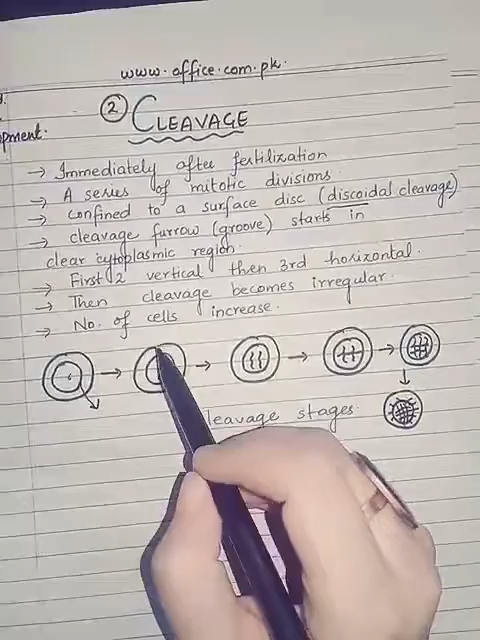 www.office.com.pk.
opment.
② CLEAVAGE
→ Immediately after fertilization
→ A series of mitotic divisions.
→ confined to a surface disc (discoidal cleavage)
→ cleavage furrow (groove) starts in
clear cytoplasmic region.
→ First 2 vertical then 3rd horizontal.
→ Then cleavage becomes irregular.
→ No. of cells increase.
leavage stages.